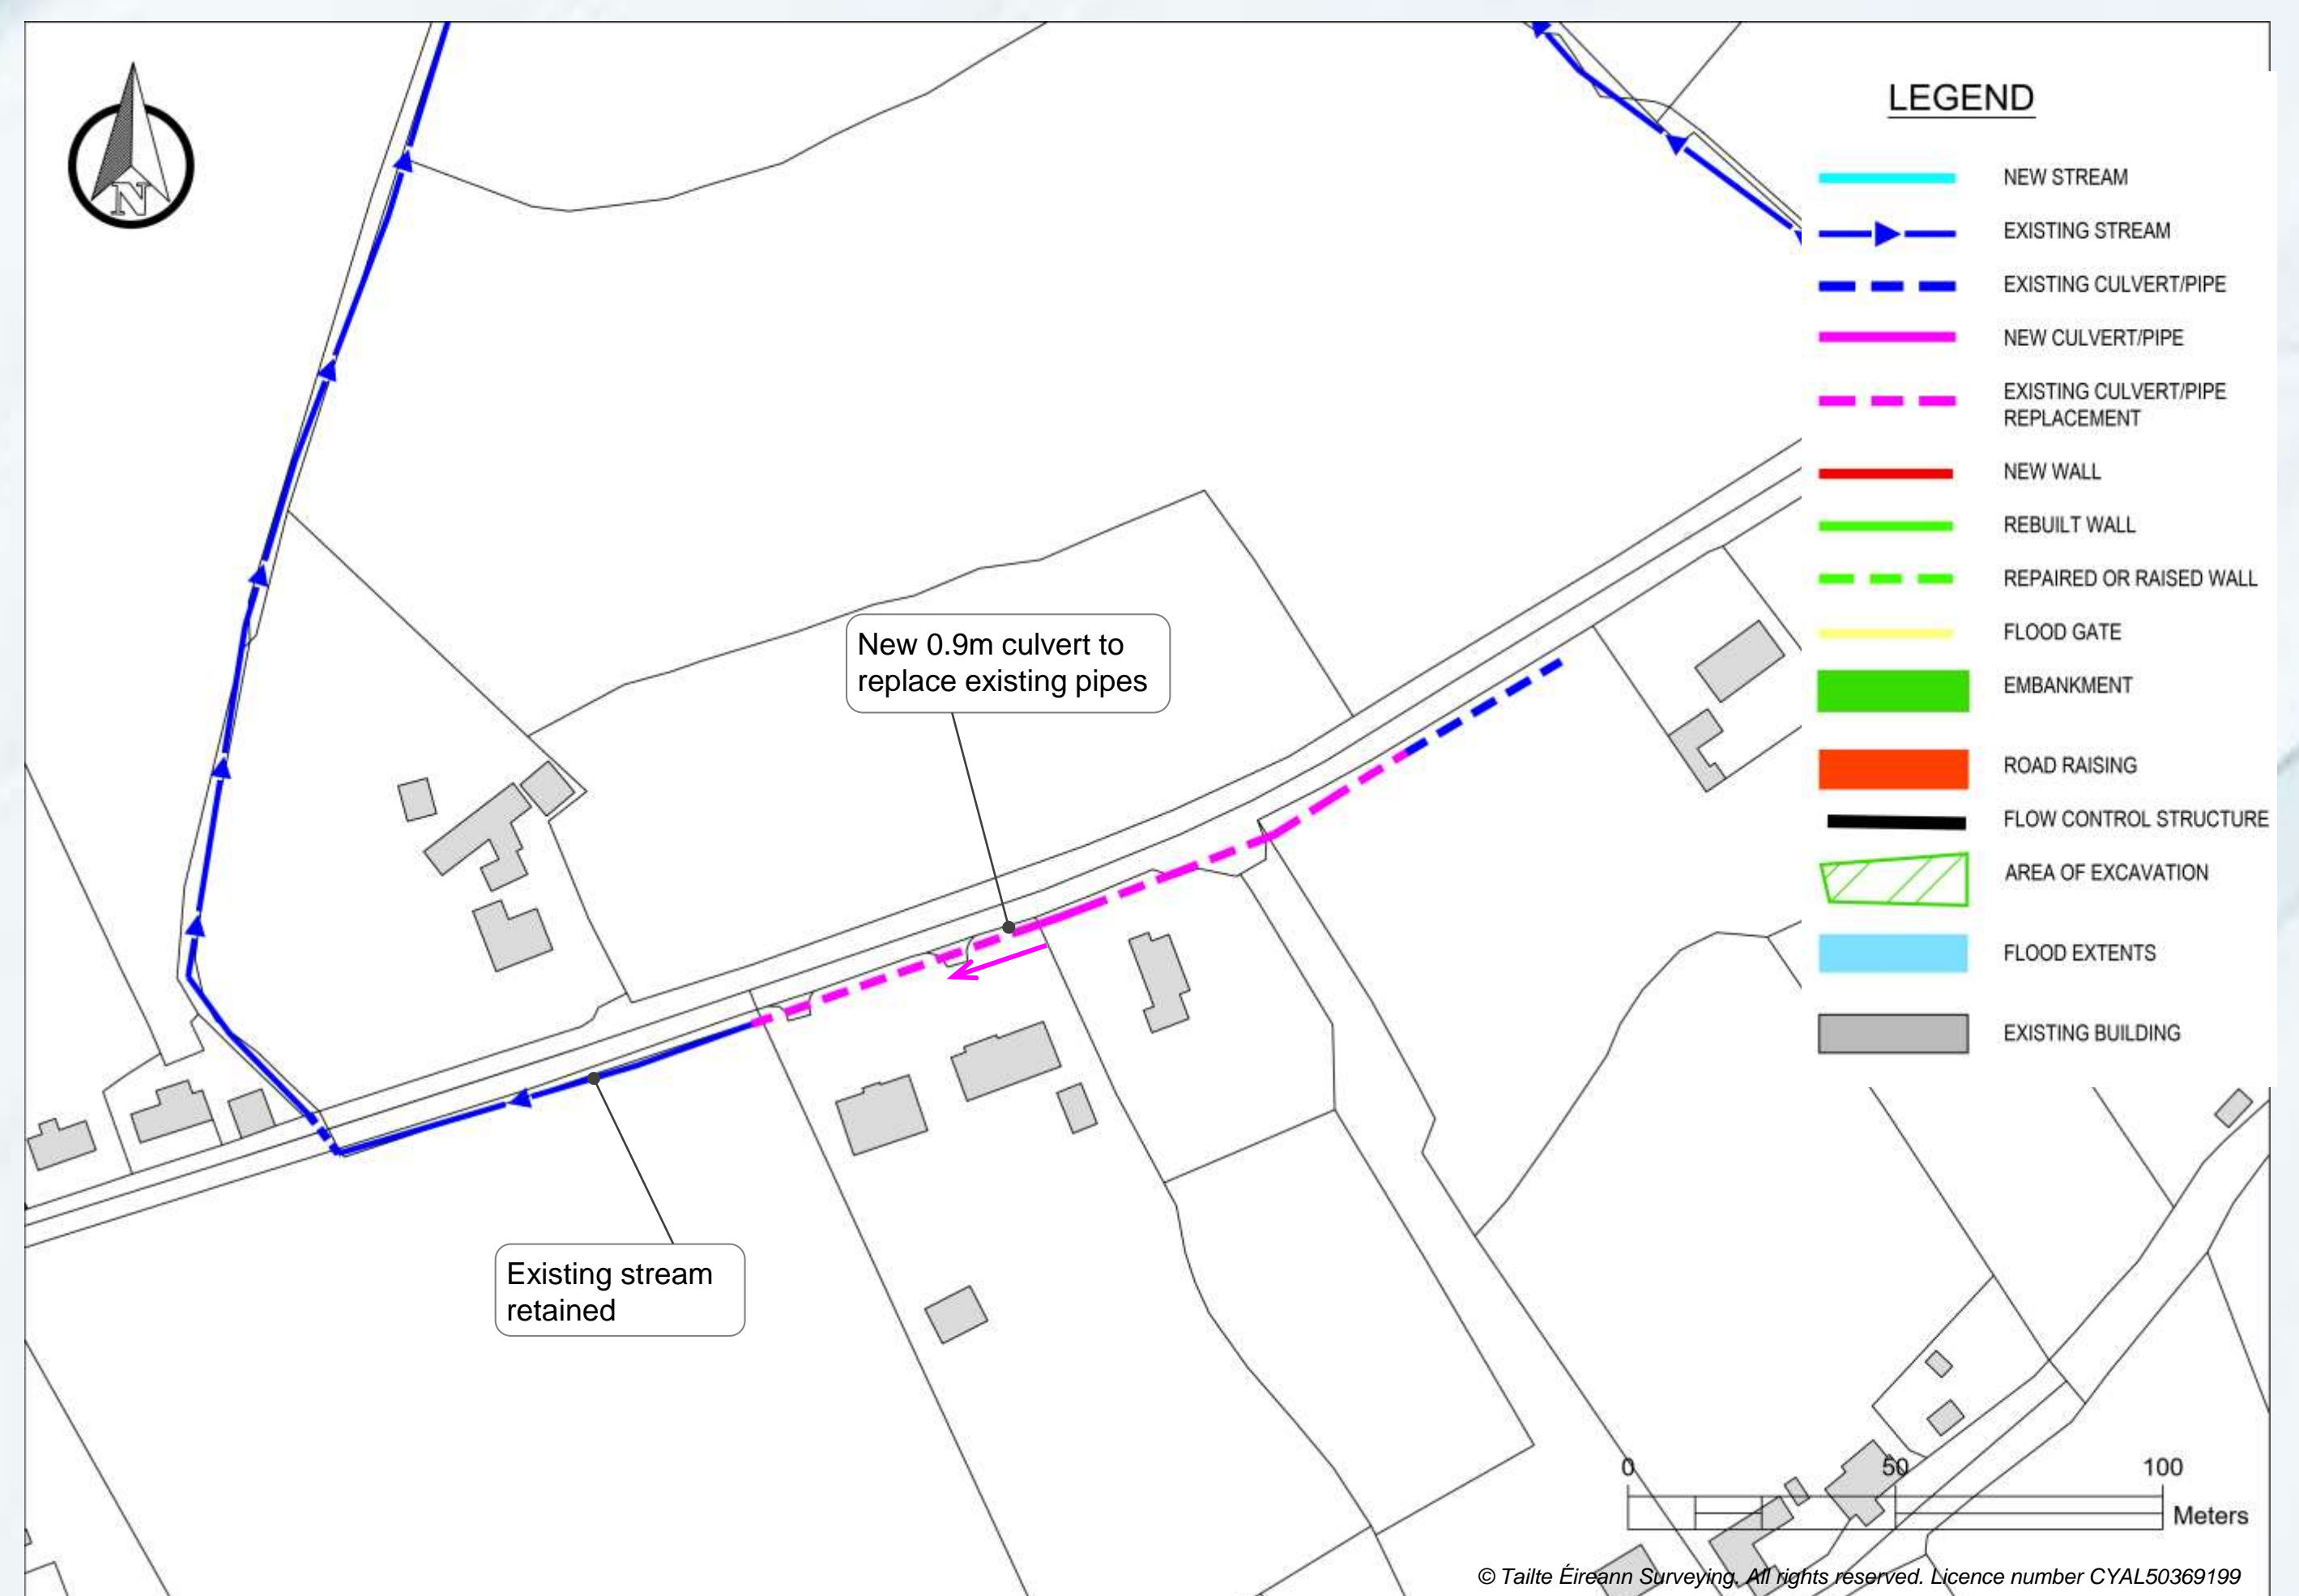 N
LEGEND
NEW STREAM
EXISTING STREAM
EXISTING CULVERT/PIPE
NEW CULVERT/PIPE
EXISTING CULVERT/PIPE
REPLACEMENT
NEW WALL
REBUILT WALL
REPAIRED OR RAISED WALL
FLOOD GATE
EMBANKMENT
ROAD RAISING
FLOW CONTROL STRUCTURE
AREA OF EXCAVATION
FLOOD EXTENTS
EXISTING BUILDING
New 0.9m culvert to
replace existing pipes
Existing stream
retained
0 50 100
Meters
© Tailte Éireann Surveying. All rights reserved. Licence number CYAL50369199